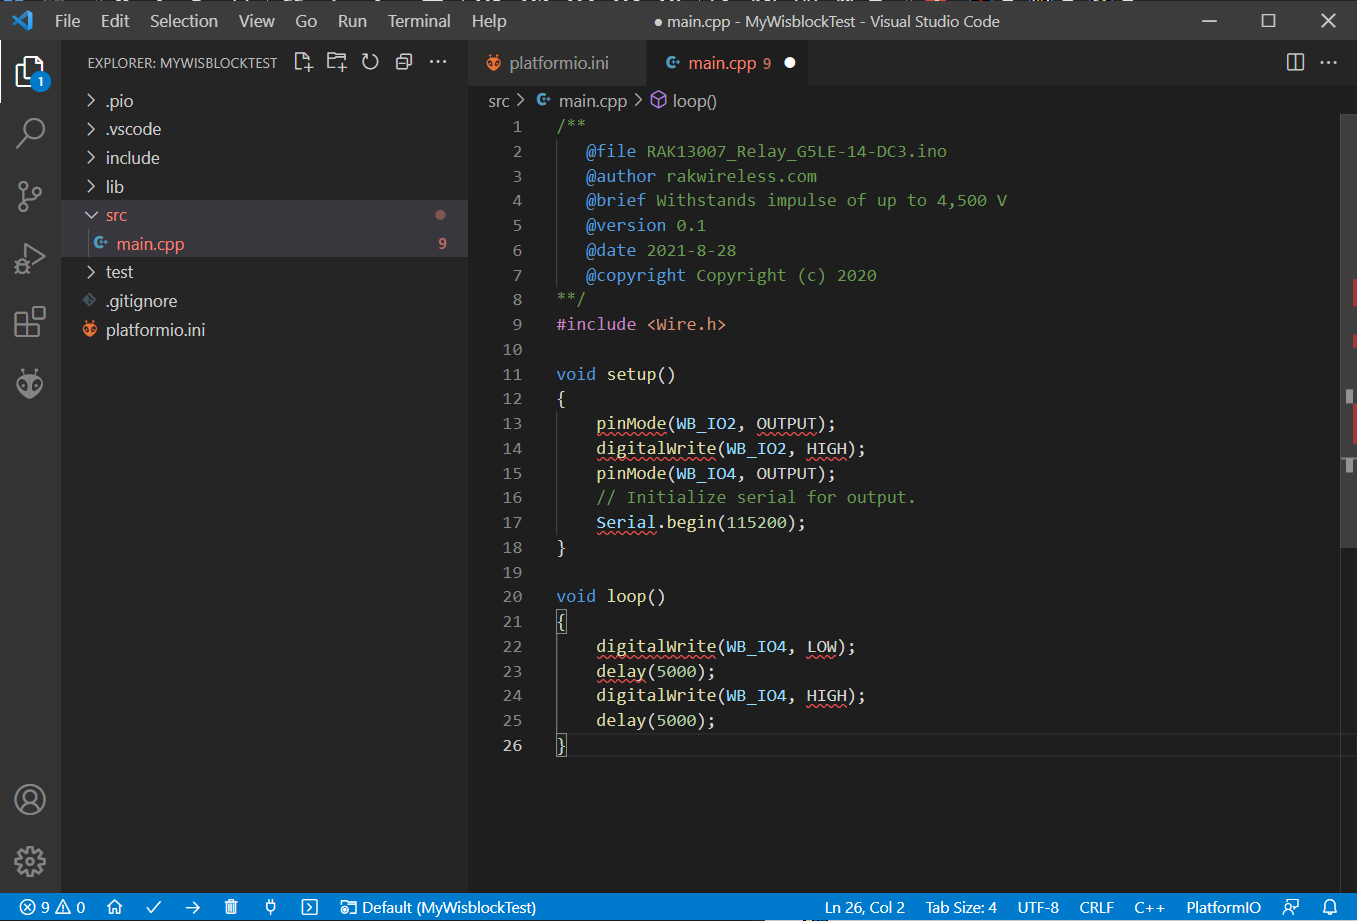 File Edit Selection View Go Run Terminal Help ● main.cpp - MyWisblockTest - Visual Studio Code
EXPLORER: MYWISBLOCKTEST
1
.pio
.vscode
include
lib
src
main.cpp 9
test
.gitignore
platformio.ini
platformio.ini main.cpp 9
src > main.cpp > loop()
1 /**
2 @file RAK13007_Relay_G5LE-14-DC3.ino
3 @author rakwireless.com
4 @brief Withstands impulse of up to 4,500 V
5 @version 0.1
6 @date 2021-8-28
7 @copyright Copyright (c) 2020
8 **/
9 #include <Wire.h>
10
11 void setup()
12 {
13 pinMode(WB_IO2, OUTPUT);
14 digitalWrite(WB_IO2, HIGH);
15 pinMode(WB_IO4, OUTPUT);
16 // Initialize serial for output.
17 Serial.begin(115200);
18 }
19
20 void loop()
21 {
22 digitalWrite(WB_IO4, LOW);
23 delay(5000);
24 digitalWrite(WB_IO4, HIGH);
25 delay(5000);
26 }
9 0 Default (MyWisblockTest) Ln 26, Col 2 Tab Size: 4 UTF-8 CRLF C++ PlatformIO